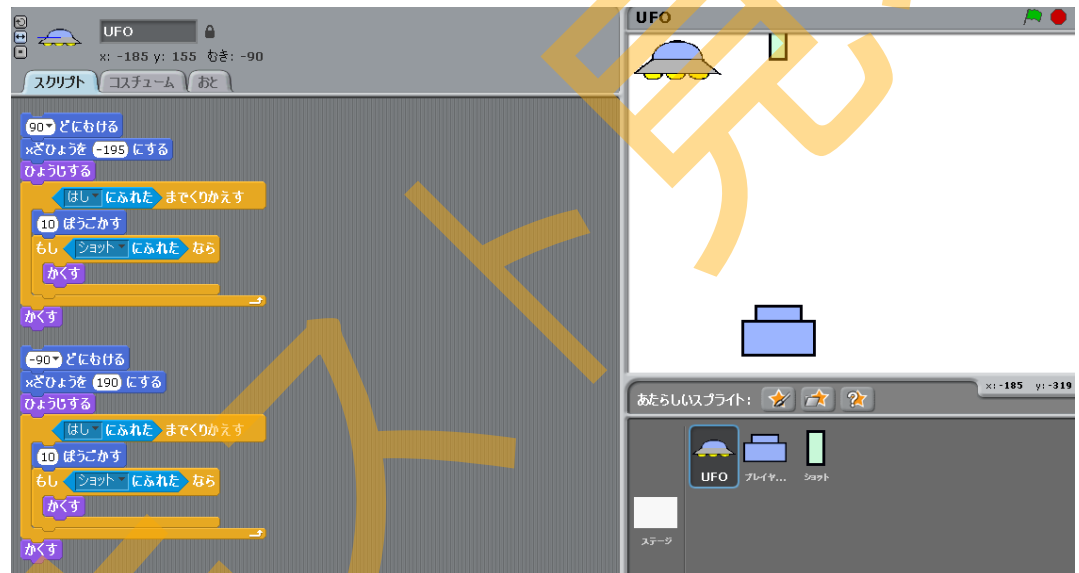 UFO
x: -185 y: 155 むき: -90
スクリプト コスチューム おと
90 どにむける
xざひょうを -195 にする
ひょうじする
はし にふれた までくりかえす
10 ぽうごかす
もし ショット にふれた なら
かくす
かくす
-90 どにむける
xざひょうを 190 にする
ひょうじする
はし にふれた までくりかえす
10 ぽうごかす
もし ショット にふれた なら
かくす
かくす
UFO
x: -185 y: -319
あたらしいスプライト:
UFO プレイヤ... ショット
ステージ